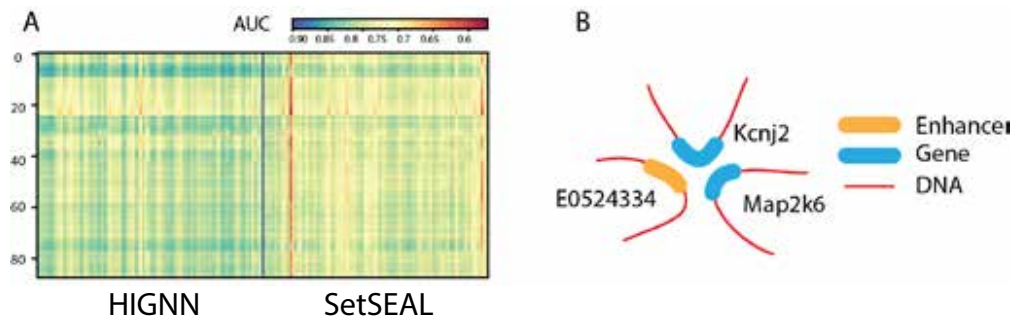 A
AUC
0.90 0.85 0.8 0.75 0.7 0.65 0.6
0
20
40
60
80
HIGNN SetSEAL
B
Kcnj2
E0524334
Map2k6
Enhancer
Gene
DNA